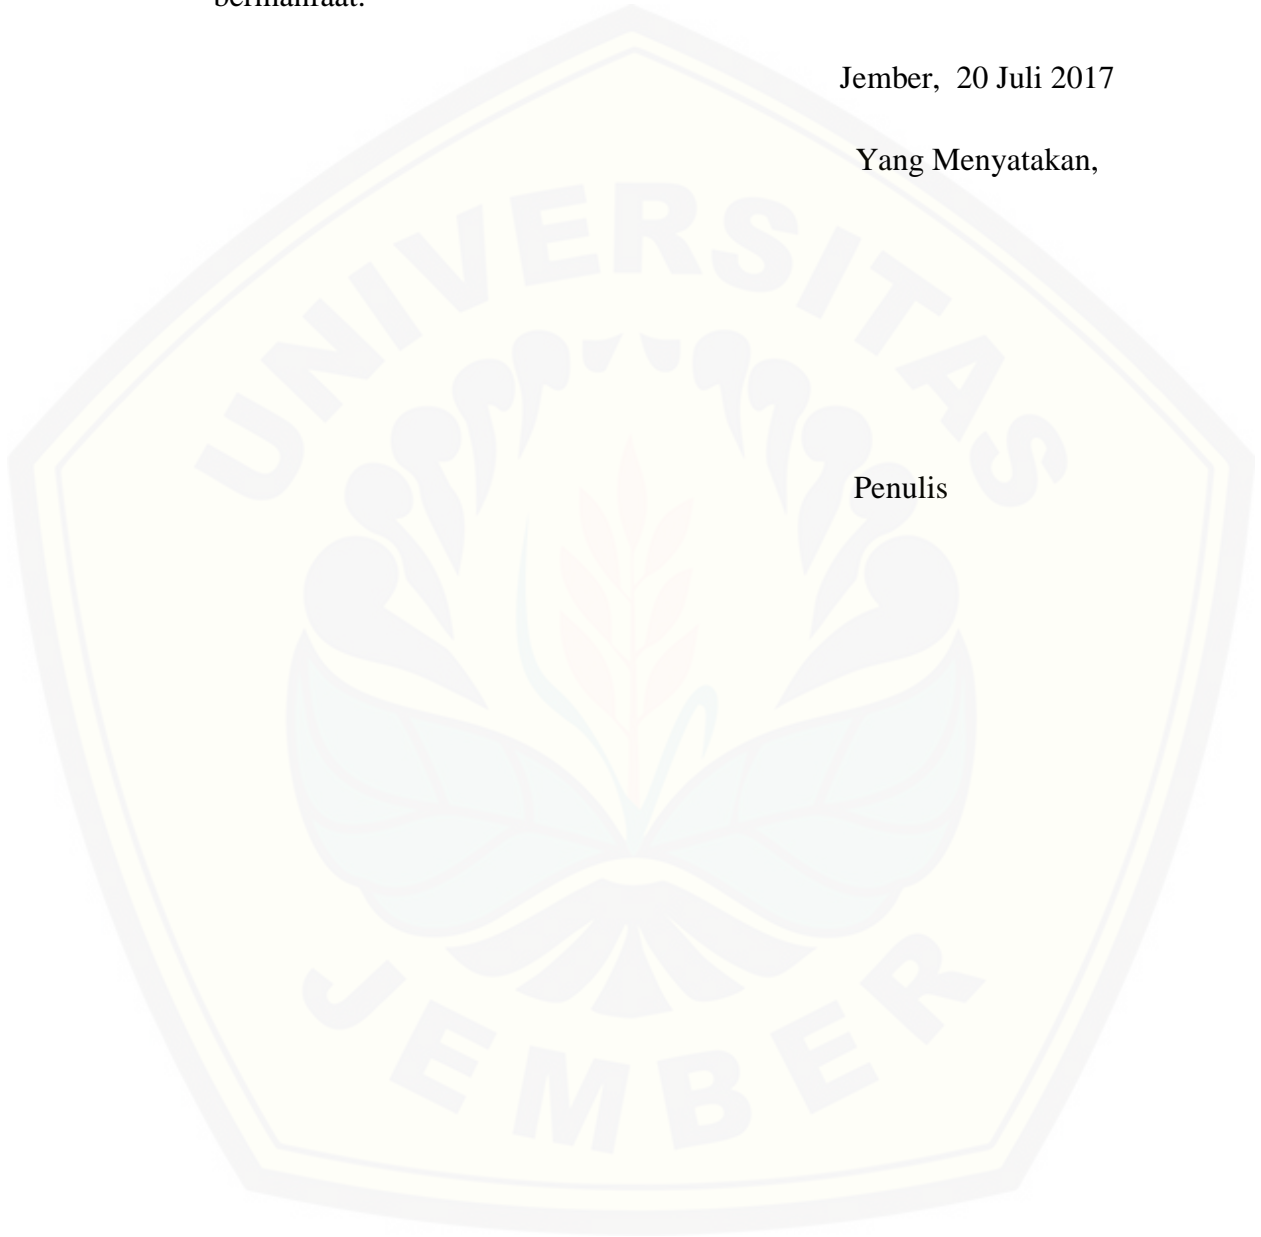 bermanfaat.
Jember, 20 Juli 2017
Yang Menyatakan,
UNIVERSITAS
Penulis
JEMBER